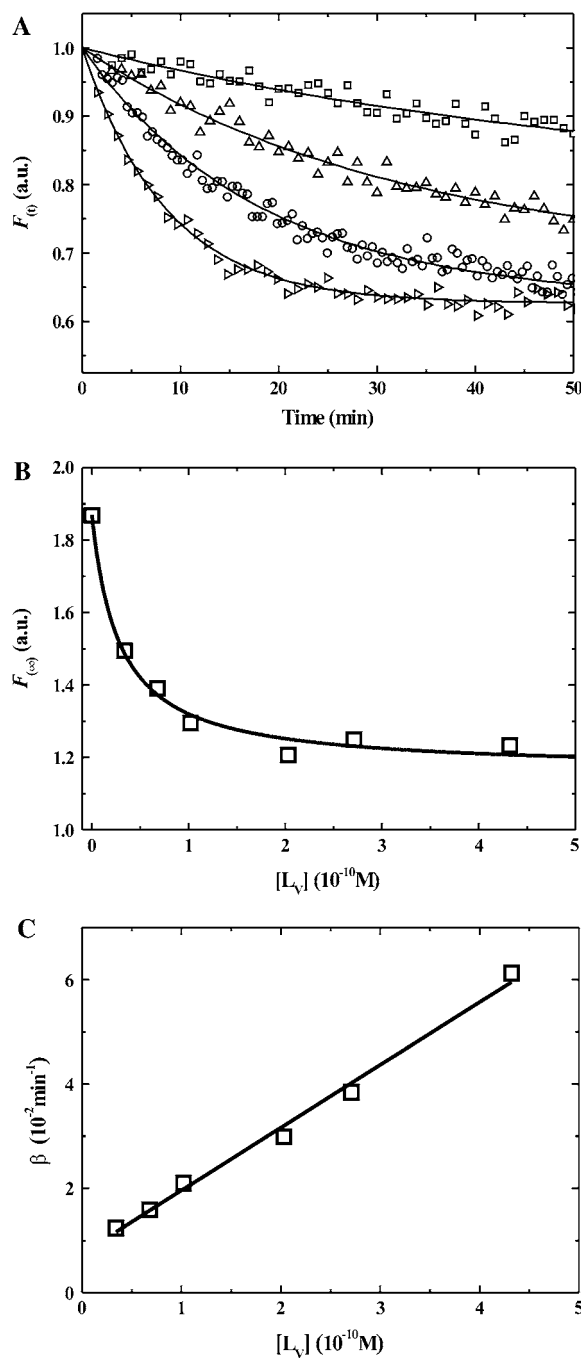 A
1.0
0.9
0.8
0.7
0.6
F(t) (a.u.)
0 10 20 30 40 50
Time (min)
B
2.0
1.8
1.6
1.4
1.2
1.0
F(∞) (a.u.)
0 1 2 3 4 5
[LV] (10-10M)
C
6
4
2
0
β (10-2min-1)
0 1 2 3 4 5
[LV] (10-10M)